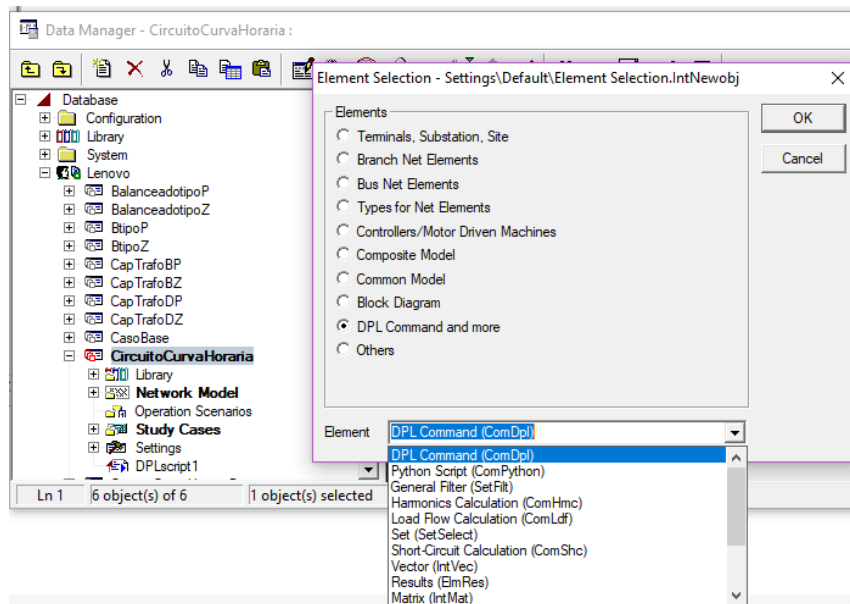 Data Manager - CircuitoCurvaHoraria :
Element Selection - Settings\Default\Element Selection.IntNewobj
Database
Configuration
Library
System
Lenovo
BalanceadotipoP
BalanceadotipoZ
BtipoP
BtipoZ
CapTrafoBP
CapTrafoBZ
CapTrafoDP
CapTrafoDZ
CasoBase
CircuitoCurvaHoraria
Library
Network Model
Operation Scenarios
Study Cases
Settings
DPLscript1
Ln 1 6 object(s) of 6 1 object(s) selected
Elements
Terminals, Substation, Site
Branch Net Elements
Bus Net Elements
Types for Net Elements
Controllers/Motor Driven Machines
Composite Model
Common Model
Block Diagram
DPL Command and more
Others
OK
Cancel
Element DPL Command (ComDpl)
DPL Command (ComDpl)
Python Script (ComPython)
General Filter (SetFilt)
Harmonics Calculation (ComHmc)
Load Flow Calculation (ComLdf)
Set (SetSelect)
Short-Circuit Calculation (ComShc)
Vector (IntVec)
Results (ElmRes)
Matrix (IntMat)